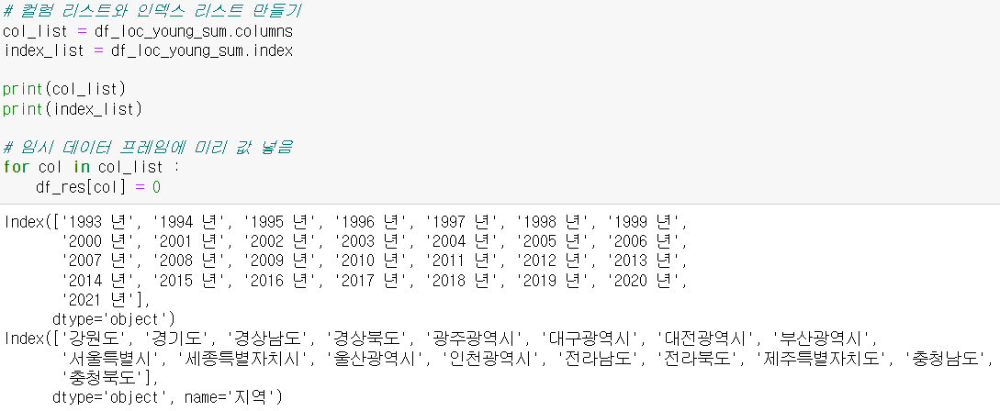 # 컬럼 리스트와 인덱스 리스트 만들기
col_list = df_loc_young_sum.columns
index_list = df_loc_young_sum.index
print(col_list)
print(index_list)
# 임시 데이터 프레임에 미리 값 넣음
for col in col_list :
    df_res[col] = 0
Index(['1993 년', '1994 년', '1995 년', '1996 년', '1997 년', '1998 년', '1999 년',
       '2000 년', '2001 년', '2002 년', '2003 년', '2004 년', '2005 년', '2006 년',
       '2007 년', '2008 년', '2009 년', '2010 년', '2011 년', '2012 년', '2013 년',
       '2014 년', '2015 년', '2016 년', '2017 년', '2018 년', '2019 년', '2020 년',
       '2021 년'],
      dtype='object')
Index(['강원도', '경기도', '경상남도', '경상북도', '광주광역시', '대구광역시', '대전광역시', '부산광역시',
       '서울특별시', '세종특별자치시', '울산광역시', '인천광역시', '전라남도', '전라북도', '제주특별자치도', '충청남도',
       '충청북도'],
      dtype='object', name='지역')